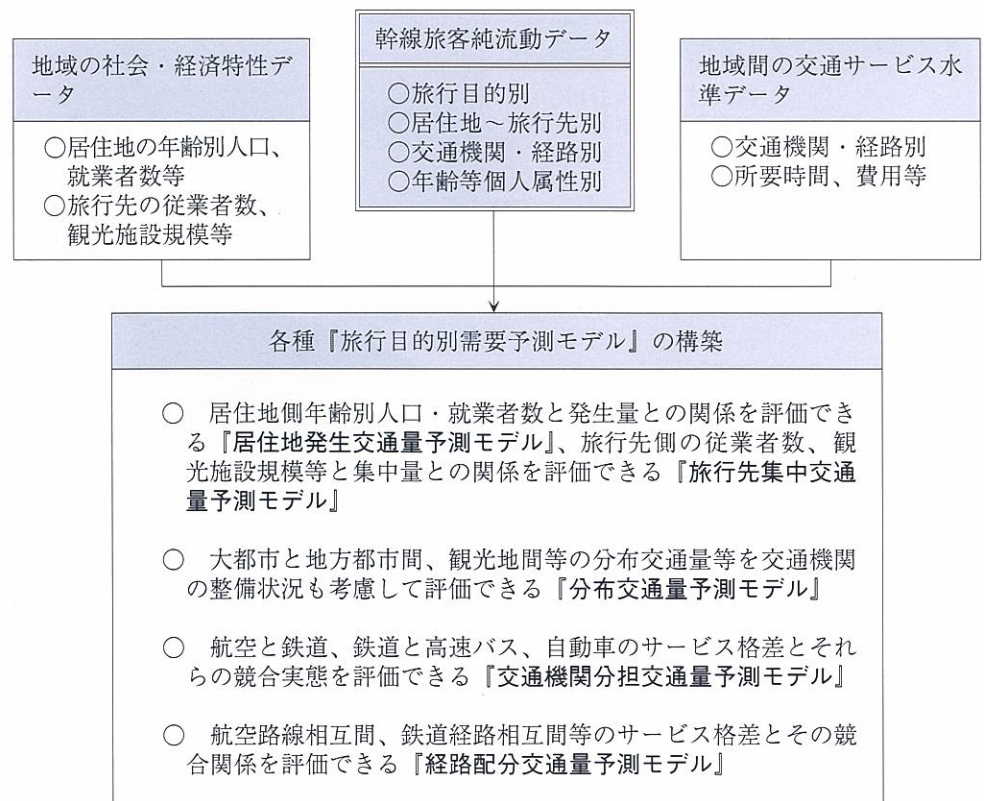 地域の社会・経済特性デ
ータ
○居住地の年齢別人口、
就業者数等
○旅行先の従業者数、
観光施設規模等
幹線旅客純流動データ
○旅行目的別
○居住地～旅行先別
○交通機関・経路別
○年齢等個人属性別
地域間の交通サービス水
準データ
○交通機関・経路別
○所要時間、費用等
各種『旅行目的別需要予測モデル』の構築
○ 居住地側年齢別人口・就業者数と発生量との関係を評価でき
る『居住地発生交通量予測モデル』、旅行先側の従業者数、観
光施設規模等と集中量との関係を評価できる『旅行先集中交通
量予測モデル』
○ 大都市と地方都市間、観光地間等の分布交通量等を交通機関
の整備状況も考慮して評価できる『分布交通量予測モデル』
○ 航空と鉄道、鉄道と高速バス、自動車のサービス格差とそれ
らの競合実態を評価できる『交通機関分担交通量予測モデル』
○ 航空路線相互間、鉄道経路相互間等のサービス格差とその競
合関係を評価できる『経路配分交通量予測モデル』